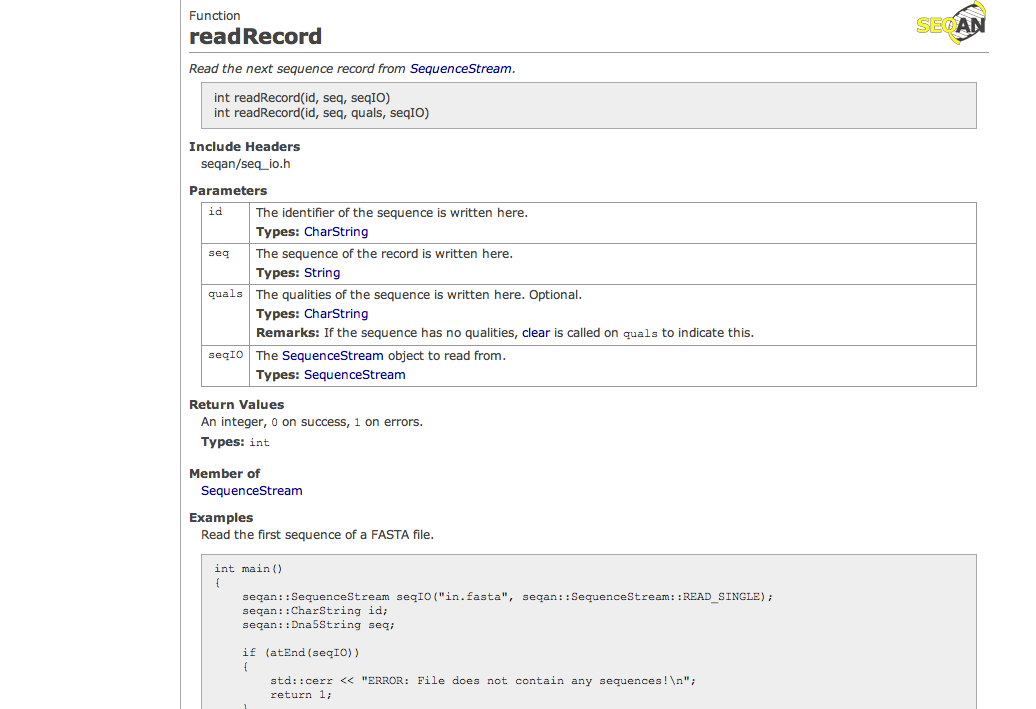 Function
readRecord
SEQAN
Read the next sequence record from SequenceStream.
int readRecord(id, seq, seqIO)
int readRecord(id, seq, quals, seqIO)
Include Headers
seqan/seq_io.h
Parameters
id The identifier of the sequence is written here.
Types: CharString
seq The sequence of the record is written here.
Types: String
quals The qualities of the sequence is written here. Optional.
Types: CharString
Remarks: If the sequence has no qualities, clear is called on quals to indicate this.
seqIO The SequenceStream object to read from.
Types: SequenceStream
Return Values
An integer, 0 on success, 1 on errors.
Types: int
Member of
SequenceStream
Examples
Read the first sequence of a FASTA file.
int main()
{
    seqan::SequenceStream seqIO("in.fasta", seqan::SequenceStream::READ_SINGLE);
    seqan::CharString id;
    seqan::Dna5String seq;
    if (atEnd(seqIO))
    {
        std::cerr << "ERROR: File does not contain any sequences!\n";
        return 1;
    }